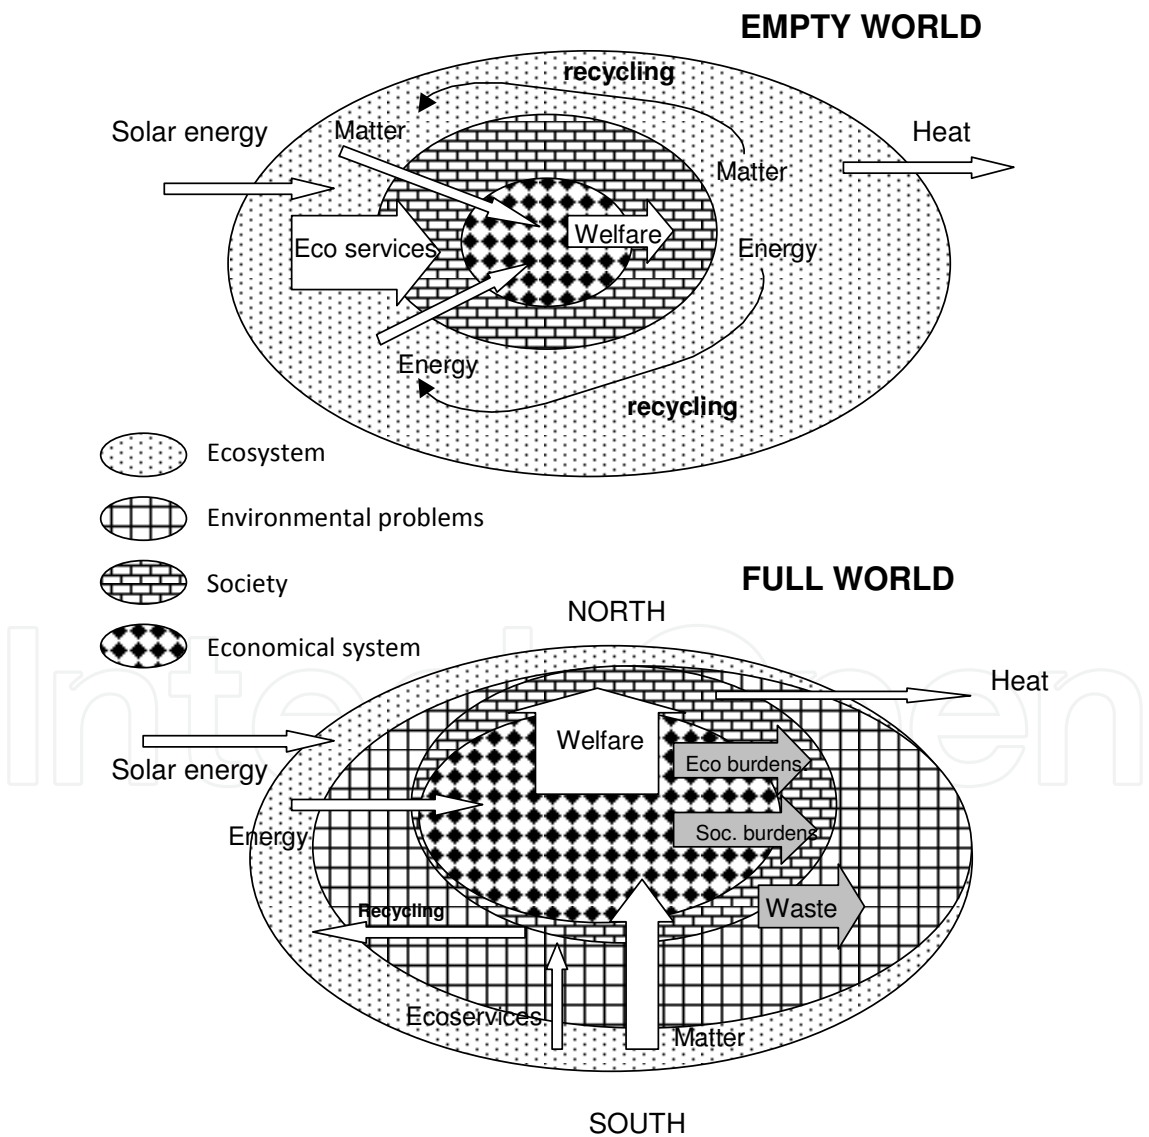 EMPTY WORLD
recycling
Solar energy
Matter
Heat
Matter
Eco services
Welfare
Energy
Energy
recycling
Ecosystem
Environmental problems
Society
Economical system
FULL WORLD
NORTH
Heat
Welfare
Solar energy
Eco burdens
Energy
Soc. burdens
Recycling
Waste
Ecoservices
Matter
SOUTH